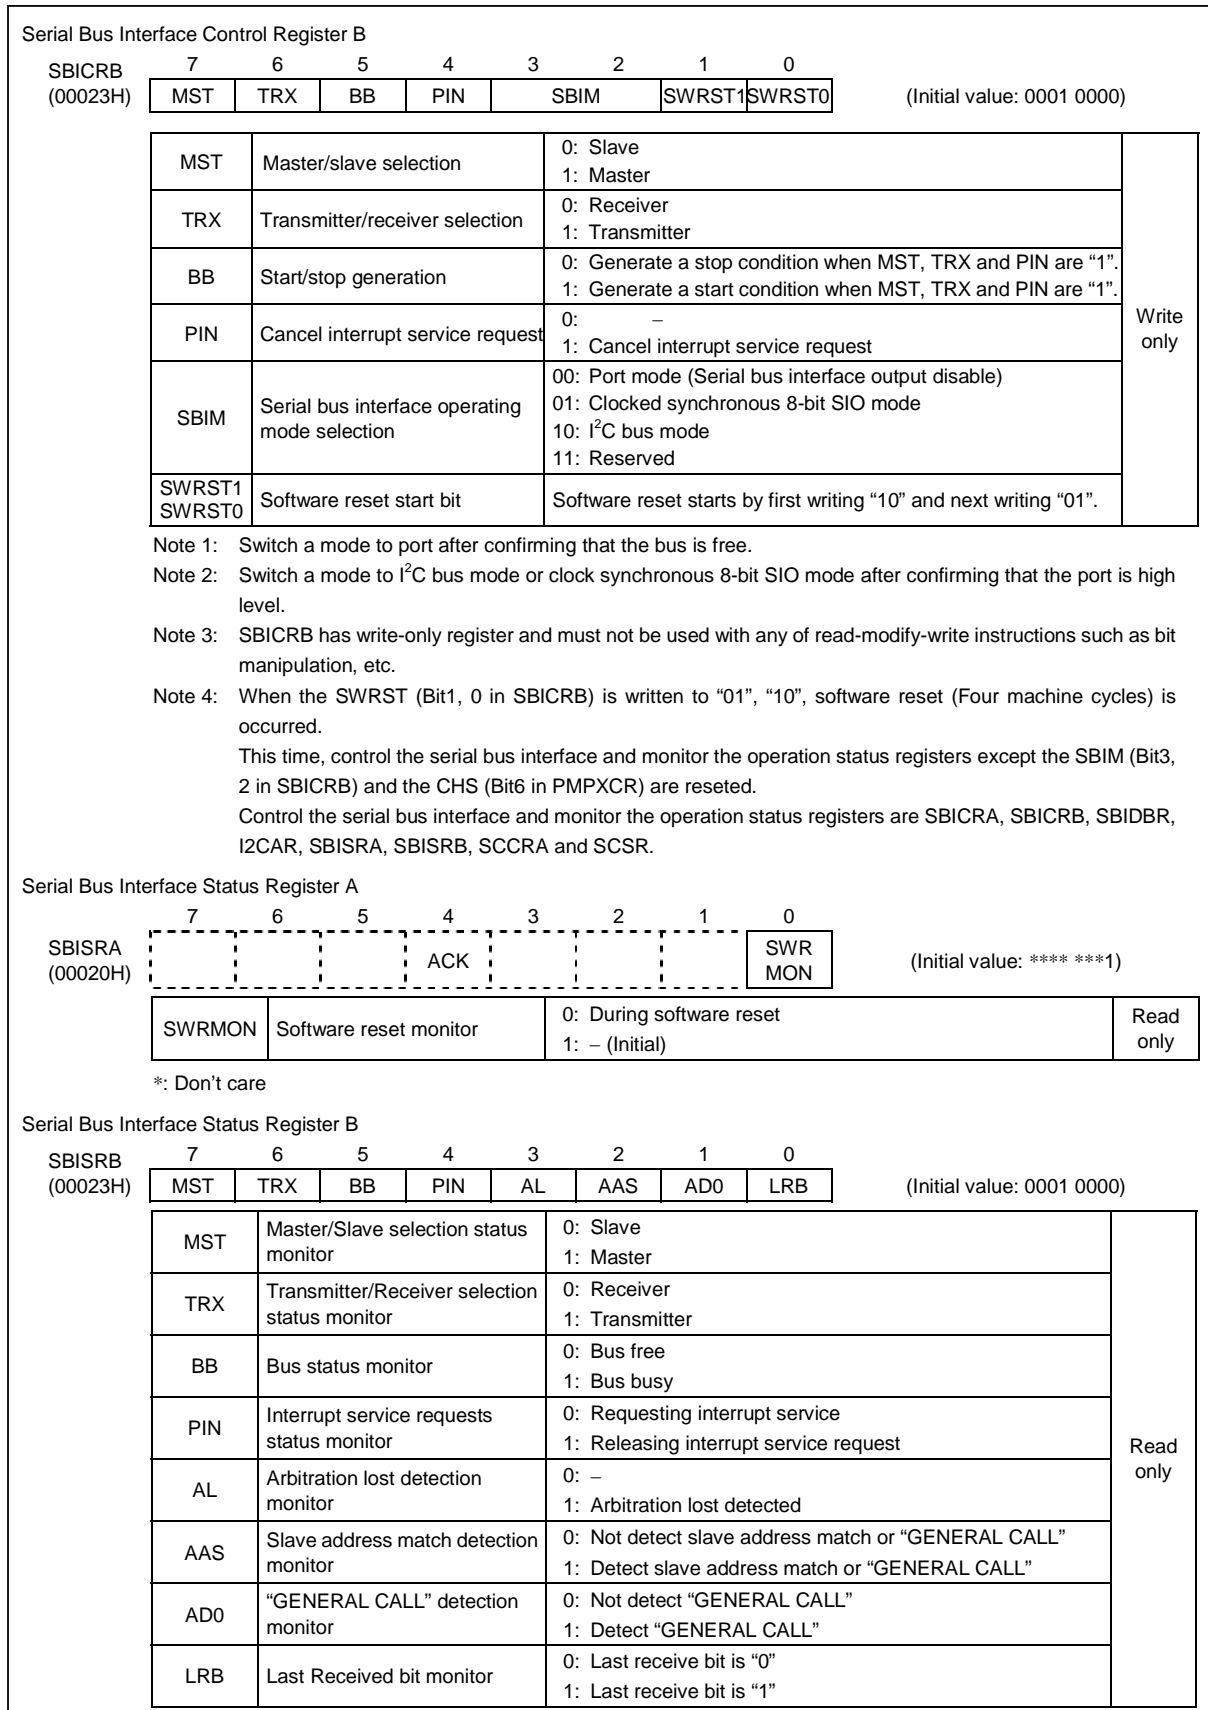 Serial Bus Interface Control Register B
7 6 5 4 3 2 1 0
SBICRB
(00023H) MST TRX BB PIN SBIM SWRST1 SWRST0 (Initial value: 0001 0000)
MST Master/slave selection 0: Slave
1: Master
TRX Transmitter/receiver selection 0: Receiver
1: Transmitter
BB Start/stop generation 0: Generate a stop condition when MST, TRX and PIN are “1”.
1: Generate a start condition when MST, TRX and PIN are “1”.
PIN Cancel interrupt service request 0: –
1: Cancel interrupt service request
Write
only
SBIM Serial bus interface operating
mode selection
00: Port mode (Serial bus interface output disable)
01: Clocked synchronous 8-bit SIO mode
10: I²C bus mode
11: Reserved
SWRST1
SWRST0
Software reset start bit Software reset starts by first writing “10” and next writing “01”.
Note 1: Switch a mode to port after confirming that the bus is free.
Note 2: Switch a mode to I²C bus mode or clock synchronous 8-bit SIO mode after confirming that the port is high
level.
Note 3: SBICRB has write-only register and must not be used with any of read-modify-write instructions such as bit
manipulation, etc.
Note 4: When the SWRST (Bit1, 0 in SBICRB) is written to “01”, “10”, software reset (Four machine cycles) is
occurred.
This time, control the serial bus interface and monitor the operation status registers except the SBIM (Bit3,
2 in SBICRB) and the CHS (Bit6 in PMPXCR) are reseted.
Control the serial bus interface and monitor the operation status registers are SBICRA, SBICRB, SBIDBR,
I2CAR, SBISRA, SBISRB, SCCRA and SCSR.
Serial Bus Interface Status Register A
7 6 5 4 3 2 1 0
SBISRA
(00020H)
ACK
SWR
MON
(Initial value: **** ***1)
SWRMON Software reset monitor 0: During software reset
1: – (Initial)
Read
only
*: Don’t care
Serial Bus Interface Status Register B
7 6 5 4 3 2 1 0
SBISRB
(00023H) MST TRX BB PIN AL AAS AD0 LRB (Initial value: 0001 0000)
MST Master/Slave selection status
monitor
0: Slave
1: Master
TRX Transmitter/Receiver selection
status monitor
0: Receiver
1: Transmitter
BB Bus status monitor 0: Bus free
1: Bus busy
PIN Interrupt service requests
status monitor
0: Requesting interrupt service
1: Releasing interrupt service request
Read
only
AL Arbitration lost detection
monitor
0: –
1: Arbitration lost detected
AAS Slave address match detection
monitor
0: Not detect slave address match or “GENERAL CALL”
1: Detect slave address match or “GENERAL CALL”
AD0 “GENERAL CALL” detection
monitor
0: Not detect “GENERAL CALL”
1: Detect “GENERAL CALL”
LRB Last Received bit monitor 0: Last receive bit is “0”
1: Last receive bit is “1”